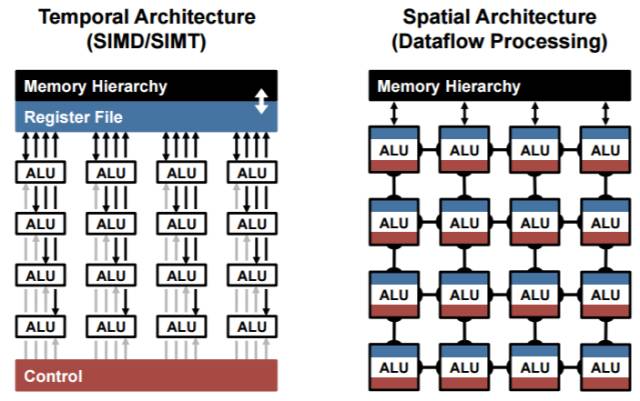 Temporal Architecture
(SIMD/SIMT)
Memory Hierarchy
Register File
ALU ALU ALU ALU
ALU ALU ALU ALU
ALU ALU ALU ALU
ALU ALU ALU ALU
Control
Spatial Architecture
(Dataflow Processing)
Memory Hierarchy
ALU ALU ALU ALU
ALU ALU ALU ALU
ALU ALU ALU ALU
ALU ALU ALU ALU